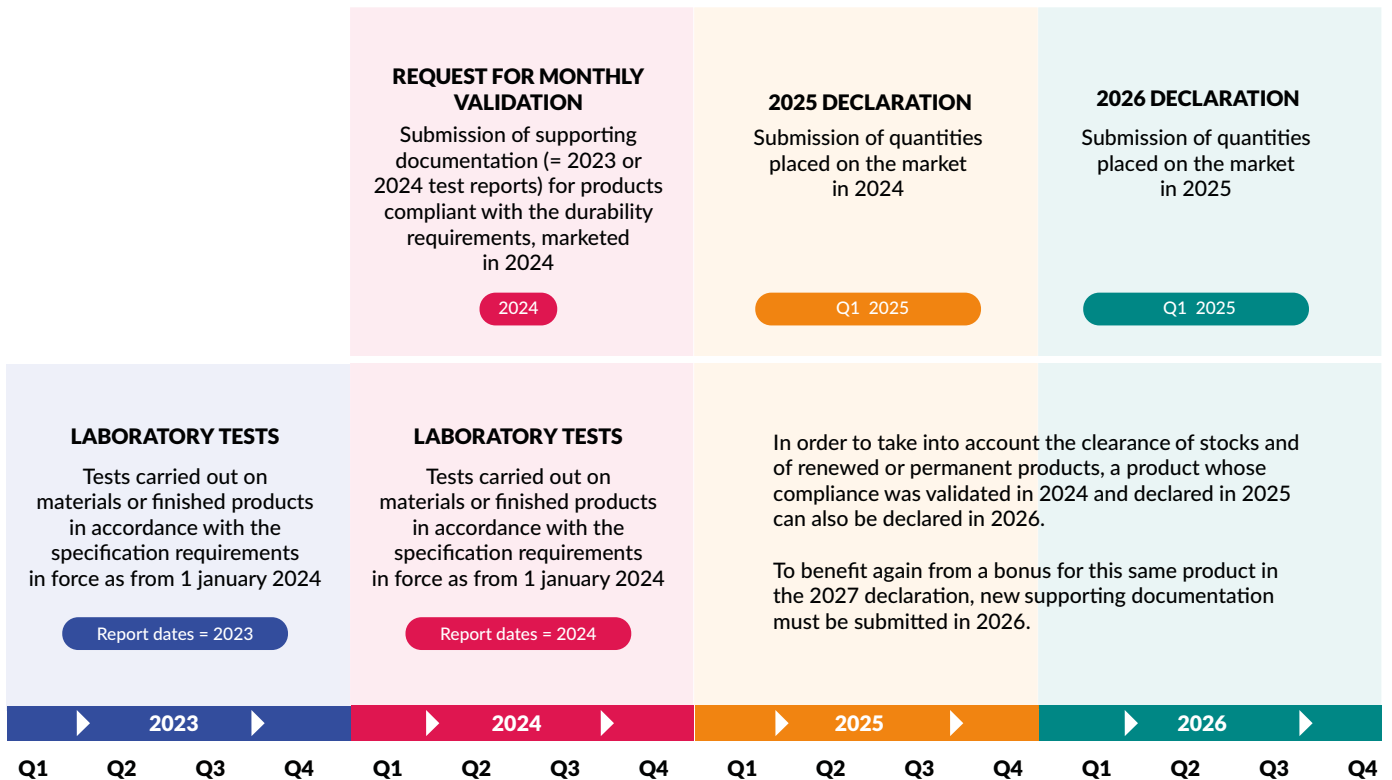 REQUEST FOR MONTHLY
VALIDATION
Submission of supporting
documentation (= 2023 or
2024 test reports) for products
compliant with the durability
requirements, marketed
in 2024
2024
2025 DECLARATION
Submission of quantities
placed on the market
in 2024
Q1 2025
2026 DECLARATION
Submission of quantities
placed on the market
in 2025
Q1 2025
LABORATORY TESTS
Tests carried out on
materials or finished products
in accordance with the
specification requirements
in force as from 1 january 2024
Report dates = 2023
LABORATORY TESTS
Tests carried out on
materials or finished products
in accordance with the
specification requirements
in force as from 1 january 2024
Report dates = 2024
In order to take into account the clearance of stocks and
of renewed or permanent products, a product whose
compliance was validated in 2024 and declared in 2025
can also be declared in 2026.
To benefit again from a bonus for this same product in
the 2027 declaration, new supporting documentation
must be submitted in 2026.
2023 2024 2025 2026
Q1 Q2 Q3 Q4 Q1 Q2 Q3 Q4 Q1 Q2 Q3 Q4 Q1 Q2 Q3 Q4